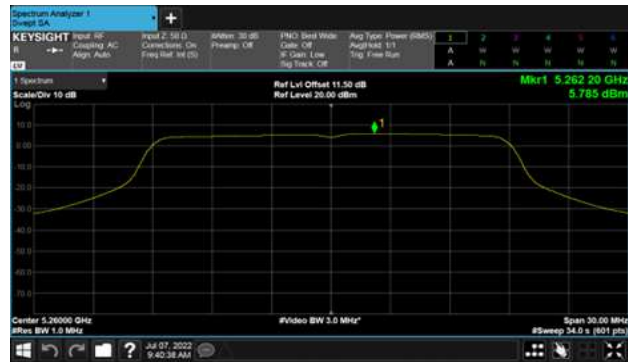 Spectrum Analyzer 1
Swept SA
+
KEYSIGHT Input: RF
R
Coupling: AC
Align: Auto
Input Z: 50 Ω
Corrections: On
Freq Ref: Int (S)
#Atten: 30 dB
Preamp: Off
PNO: Best Wide
Gate: Off
IF Gain: Low
Sig Track: Off
Avg Type: Power (RMS)
Avg|Hold: 1/1
Trig: Free Run
1 2 3 4 5 6
A W W W W W
A N N N N N
1 Spectrum
Scale/Div 10 dB
Log
Ref Lvl Offset 11.50 dB
Ref Level 20.00 dBm
Mkr1 5.262 20 GHz
5.785 dBm
1
10.0
0.00
-10.0
-20.0
-30.0
-40.0
-50.0
-60.0
-70.0
Center 5.26000 GHz
#Res BW 1.0 MHz
#Video BW 3.0 MHz*
Span 30.00 MHz
#Sweep 34.0 s (601 pts)
?
Jul 07, 2022
9:40:38 AM